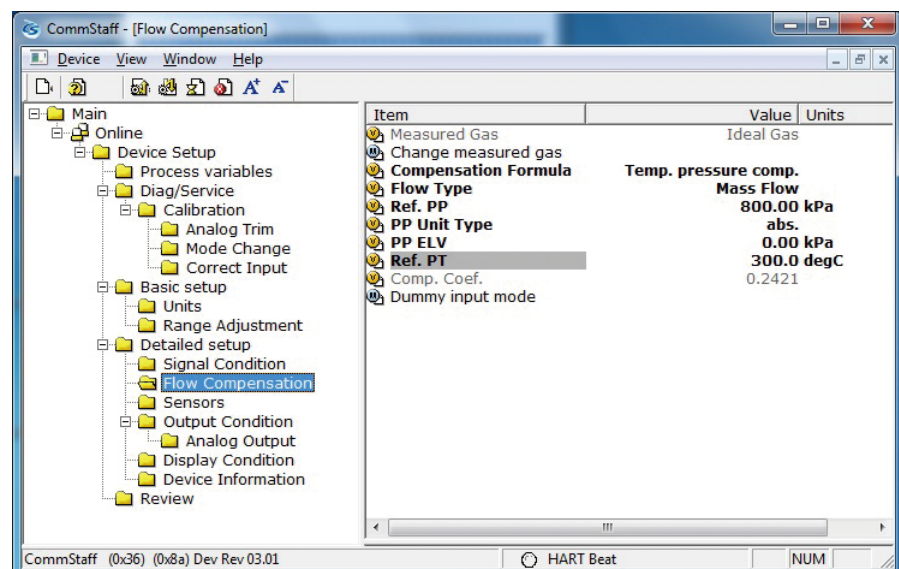 CommStaff - [Flow Compensation]
Device View Window Help
A+ A-
Main
Online
Device Setup
Process variables
Diag/Service
Calibration
Analog Trim
Mode Change
Correct Input
Basic setup
Units
Range Adjustment
Detailed setup
Signal Condition
Flow Compensation
Sensors
Output Condition
Analog Output
Display Condition
Device Information
Review
Item Value Units
Measured Gas Ideal Gas
Change measured gas
Compensation Formula Temp. pressure comp.
Flow Type Mass Flow
Ref. PP 800.00 kPa
PP Unit Type abs.
PP ELV 0.00 kPa
Ref. PT 300.0 degC
Comp. Coef. 0.2421
Dummy input mode
CommStaff (0x36) (0x8a) Dev Rev 03.01 HART Beat NUM